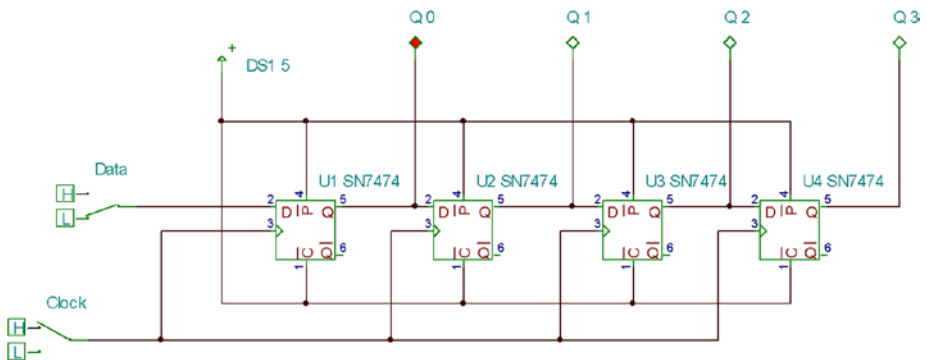 Q0 Q1 Q2 Q3
+
DS1 5
Data
H
L
U1 SN7474 U2 SN7474 U3 SN7474 U4 SN7474
4 4 4 4
2 D P Q 5 2 D P Q 5 2 D P Q 5 2 D P Q 5
3 3 3 3
C Q 6 C Q 6 C Q 6 C Q 6
1 1 1 1
Clock
H
L